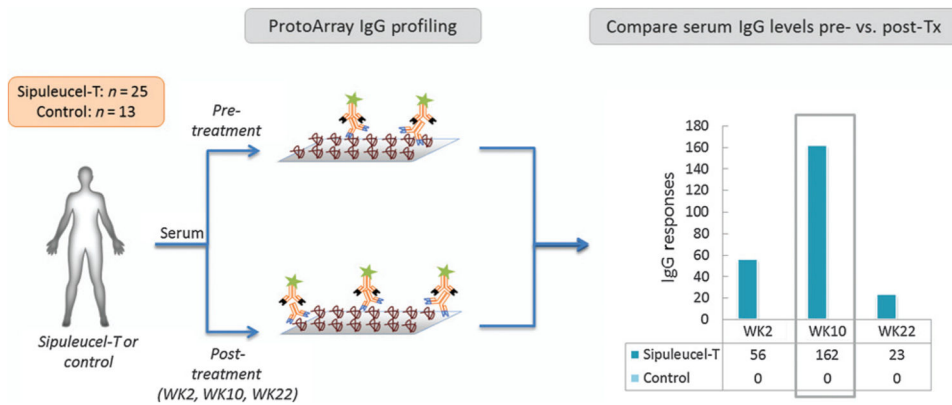 ProtoArray IgG profiling
Compare serum IgG levels pre- vs. post-Tx
Sipuleucel-T: n = 25
Control: n = 13
Pre-
treatment
Serum
Sipuleucel-T or
control
Post-
treatment
(WK2, WK10, WK22)
IgG responses
180
160
140
120
100
80
60
40
20
0
WK2 WK10 WK22
Sipuleucel-T 56 162 23
Control 0 0 0